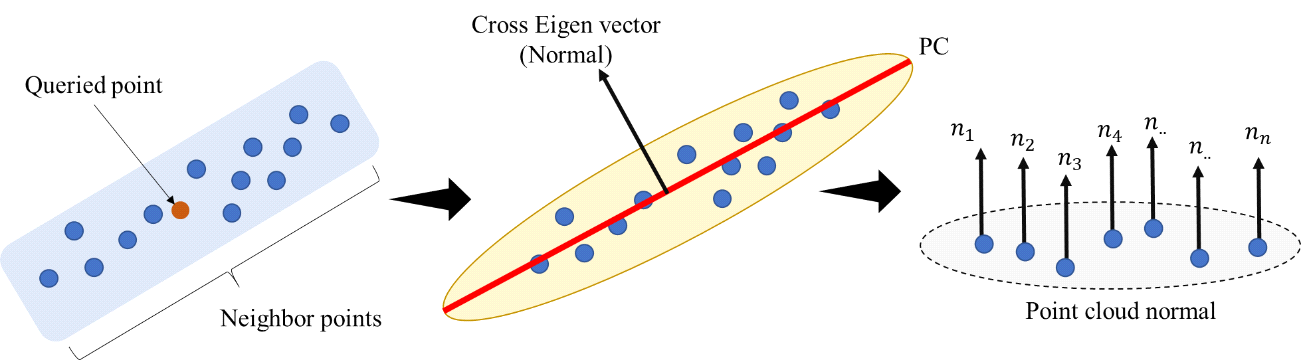 Queried point
Neighbor points
Cross Eigen vector
(Normal)
PC
n₁
n₂
n₃
n₄
n..
n..
nₙ
Point cloud normal